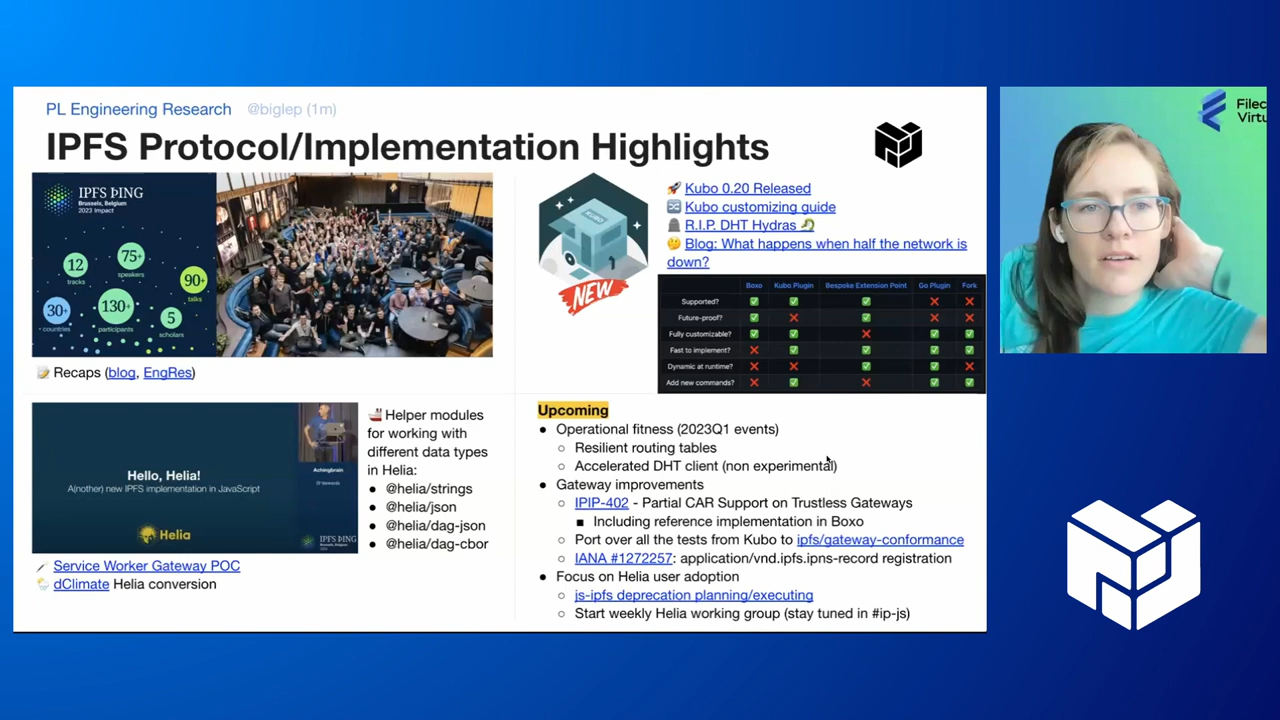 PL Engineering Research @biglep (1m)
IPFS Protocol/Implementation Highlights
IPFS ÞING
Brussels, Belgium
2023 Impact
12
tracks
75+
speakers
90+
talks
30+
countries
130+
participants
5
scholars
📝 Recaps (blog, EngRes)
KUBO
NEW
🚀 Kubo 0.20 Released
🔀 Kubo customizing guide
🪦 R.I.P. DHT Hydras 🐉
🤔 Blog: What happens when half the network is
down?
Boxo Kubo Plugin Bespoke Extension Point Go Plugin Fork
Supported? ✅ ✅ ✅ ❌ ❌
Future-proof? ✅ ❌ ✅ ❌ ❌
Fully customizable? ✅ ✅ ❌ ✅ ✅
Fast to implement? ❌ ✅ ✅ ✅ ✅
Dynamic at runtime? ❌ ❌ ✅ ✅ ❌
Add new commands? ❌ ✅ ❌ ✅ ✅
Hello, Helia!
A(nother) new IPFS implementation in JavaScript
Helia
Achingbrain
IP Stewards
IPFS ÞING
🚢 Helper modules
for working with
different data types
in Helia:
● @helia/strings
● @helia/json
● @helia/dag-json
● @helia/dag-cbor
Service Worker Gateway POC
dClimate Helia conversion
Upcoming
● Operational fitness (2023Q1 events)
○ Resilient routing tables
○ Accelerated DHT client (non experimental)
● Gateway improvements
○ IPIP-402 - Partial CAR Support on Trustless Gateways
■ Including reference implementation in Boxo
○ Port over all the tests from Kubo to ipfs/gateway-conformance
○ IANA #1272257: application/vnd.ipfs.ipns-record registration
● Focus on Helia user adoption
○ js-ipfs deprecation planning/executing
○ Start weekly Helia working group (stay tuned in #ip-js)
Filec
Virtu